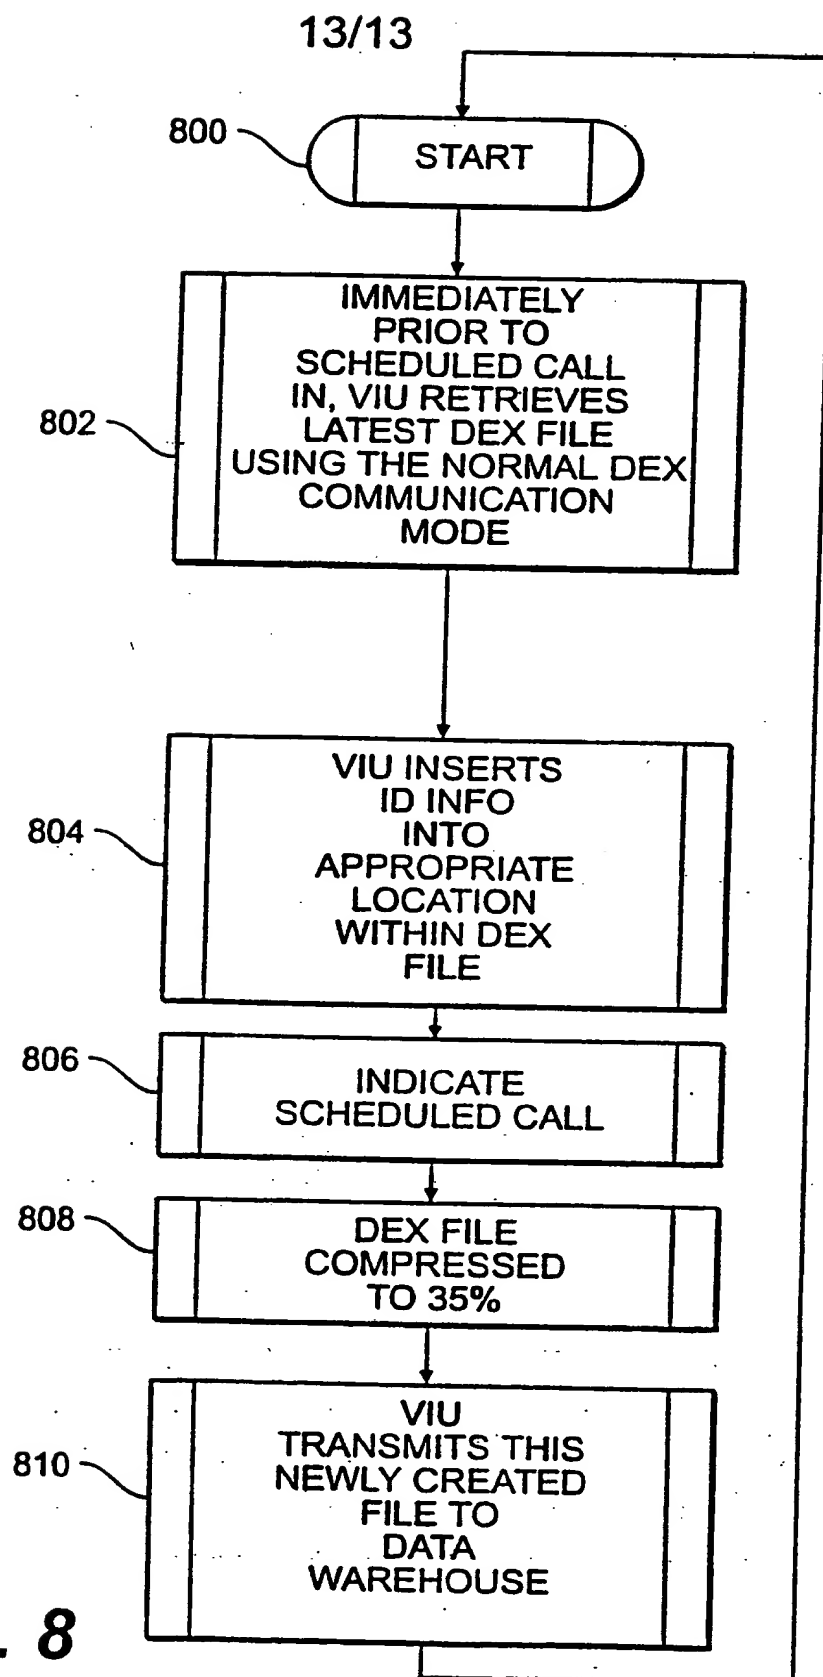 13/13
800
START
802
IMMEDIATELY
PRIOR TO
SCHEDULED CALL
IN, VIU RETRIEVES
LATEST DEX FILE
USING THE NORMAL DEX
COMMUNICATION
MODE
804
VIU INSERTS
ID INFO
INTO
APPROPRIATE
LOCATION
WITHIN DEX
FILE
806
INDICATE
SCHEDULED CALL
808
DEX FILE
COMPRESSED
TO 35%
810
VIU
TRANSMITS THIS
NEWLY CREATED
FILE TO
DATA
WAREHOUSE
. 8